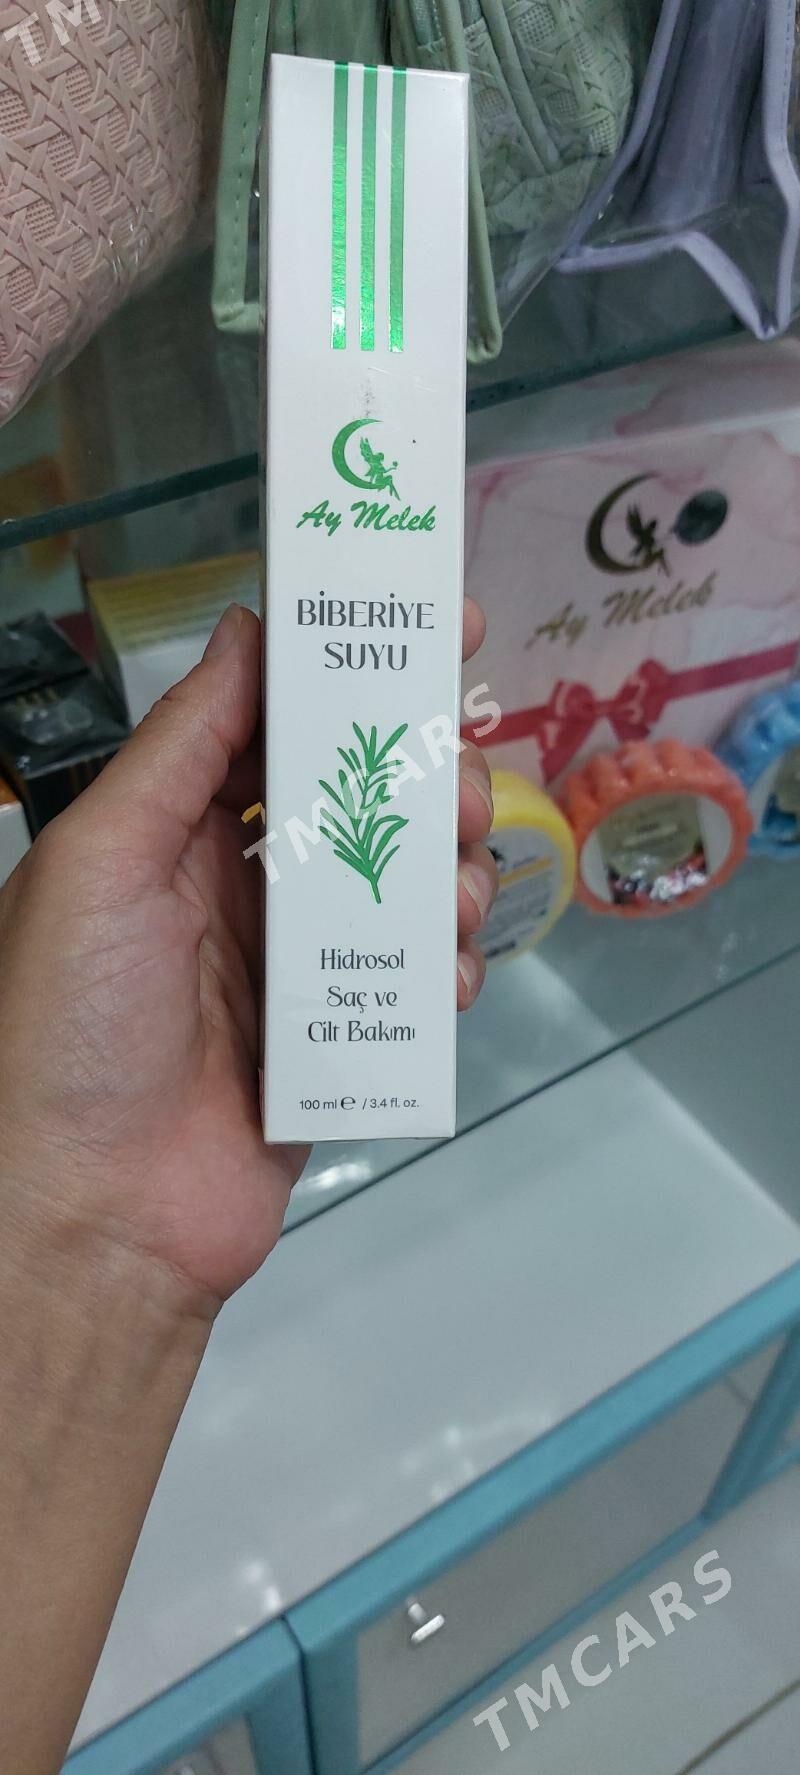 Ay Melek
BİBERİYE
SUYU
Hidrosol
Saç ve
Cilt Bakımı
100 ml ℮ / 3.4 fl. oz.
Ay Melek
TMCARS
TMCARS